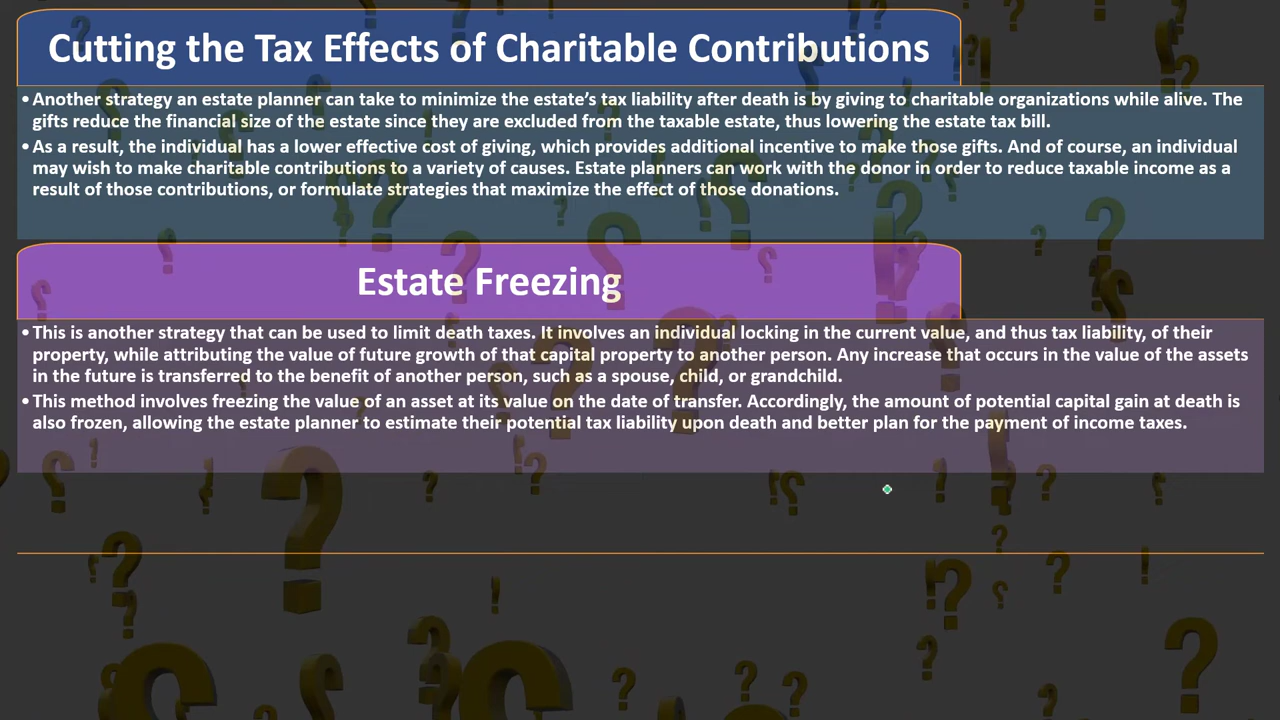 Cutting the Tax Effects of Charitable Contributions
•Another strategy an estate planner can take to minimize the estate’s tax liability after death is by giving to charitable organizations while alive. The
gifts reduce the financial size of the estate since they are excluded from the taxable estate, thus lowering the estate tax bill.
•As a result, the individual has a lower effective cost of giving, which provides additional incentive to make those gifts. And of course, an individual
may wish to make charitable contributions to a variety of causes. Estate planners can work with the donor in order to reduce taxable income as a
result of those contributions, or formulate strategies that maximize the effect of those donations.
Estate Freezing
•This is another strategy that can be used to limit death taxes. It involves an individual locking in the current value, and thus tax liability, of their
property, while attributing the value of future growth of that capital property to another person. Any increase that occurs in the value of the assets
in the future is transferred to the benefit of another person, such as a spouse, child, or grandchild.
•This method involves freezing the value of an asset at its value on the date of transfer. Accordingly, the amount of potential capital gain at death is
also frozen, allowing the estate planner to estimate their potential tax liability upon death and better plan for the payment of income taxes.